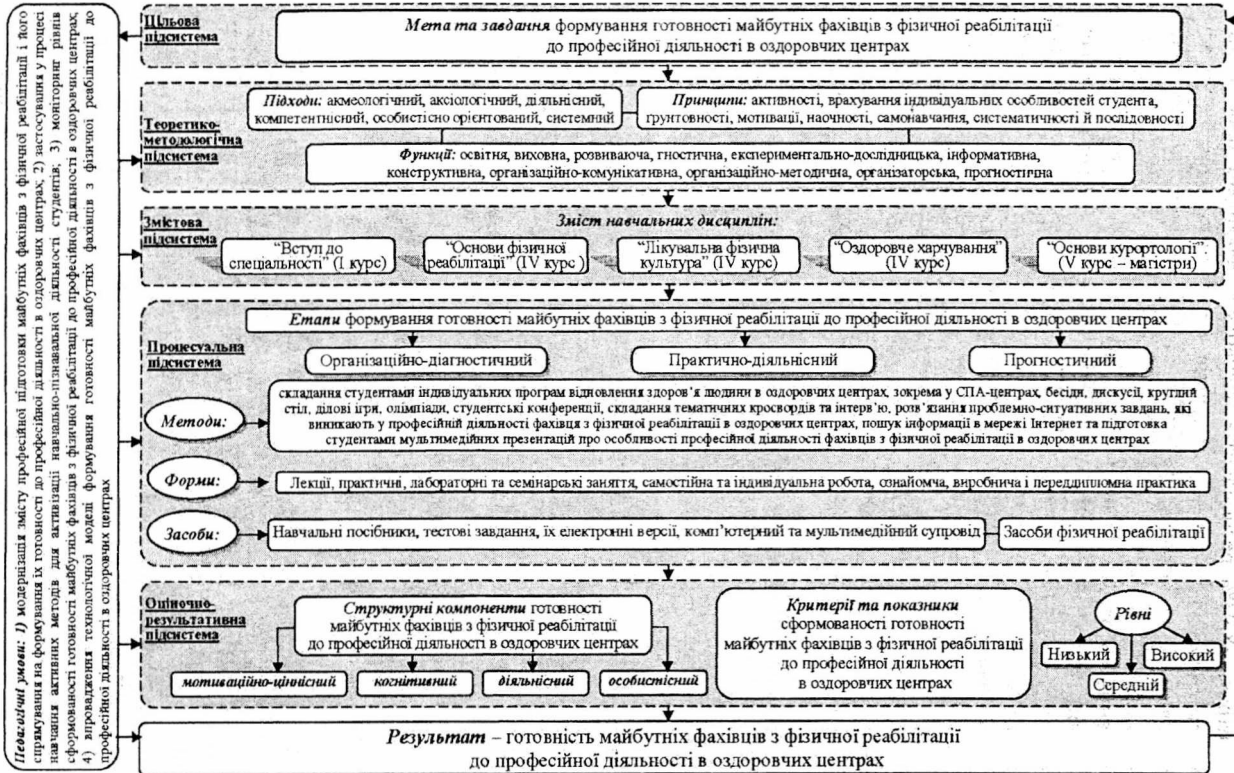 Педагогічні умови: 1) модернізація змісту професійної підготовки майбутніх фахівців з фізичної реабілітації і його
спрямування на формування їх готовності до професійної діяльності в оздоровчих центрах; 2) застосування у процесі
навчання активних методів для активізації навчально-пізнавальної діяльності студентів; 3) моніторинг рівнів
сформованості готовності майбутніх фахівців з фізичної реабілітації до професійної діяльності в оздоровчих центрах;
4) впровадження технологічної моделі формування готовності майбутніх фахівців з фізичної реабілітації до
професійної діяльності в оздоровчих центрах
Цільова
підсистема
Мета та завдання формування готовності майбутніх фахівців з фізичної реабілітації
до професійної діяльності в оздоровчих центрах
Теоретико-
методологічна
підсистема
Підходи: акмеологічний, аксіологічний, діяльнісний,
компетентнісний, особистісно орієнтований, системний
Принципи: активності, врахування індивідуальних особливостей студента,
ґрунтовності, мотивації, наочності, самонавчання, систематичності й послідовності
Функції: освітня, виховна, розвиваюча, гностична, експериментально-дослідницька, інформативна,
конструктивна, організаційно-комунікативна, організаційно-методична, організаторська, прогностична
Змістова
підсистема
Зміст навчальних дисциплін:
"Вступ до
спеціальності" (І курс)
"Основи фізичної
реабілітації" (IV курс )
"Лікувальна фізична
культура" (IV курс)
"Оздоровче харчування"
(IV курс)
"Основи курортології".
(V курс – магістри)
Процесуальна
підсистема
Етапи формування готовності майбутніх фахівців з фізичної реабілітації до професійної діяльності в оздоровчих центрах
Організаційно-діагностичний
Практично-діяльнісний
Прогностичний
Методи:
складання студентами індивідуальних програм відновлення здоров'я людини в оздоровчих центрах, зокрема у СПА-центрах, бесіди, дискусії, круглий
стіл, ділові ігри, олімпіади, студентські конференції, складання тематичних кросвордів та інтерв'ю, розв'язання проблемно-ситуативних завдань, які
виникають у професійній діяльності фахівця з фізичної реабілітації в оздоровчих центрах, пошук інформації в мережі Інтернет та підготовка
студентами мультимедійних презентацій про особливості професійної діяльності фахівців з фізичної реабілітації в оздоровчих центрах
Форми:
Лекції, практичні, лабораторні та семінарські заняття, самостійна та індивідуальна робота, ознайомча, виробнича і переддипломна практика
Засоби:
Навчальні посібники, тестові завдання, їх електронні версії, комп'ютерний та мультимедійний супровід
Засоби фізичної реабілітації
Оціночно-
результативна
підсистема
Структурні компоненти готовності
майбутніх фахівців з фізичної реабілітації
до професійної діяльності в оздоровчих центрах
мотиваційно-ціннісний
когнітивний
діяльнісний
особистісний
Критерії та показники
сформованості готовності
майбутніх фахівців з фізичної реабілітації
до професійної діяльності
в оздоровчих центрах
Рівні
Низький
Високий
Середній
Результат – готовність майбутніх фахівців з фізичної реабілітації
до професійної діяльності в оздоровчих центрах